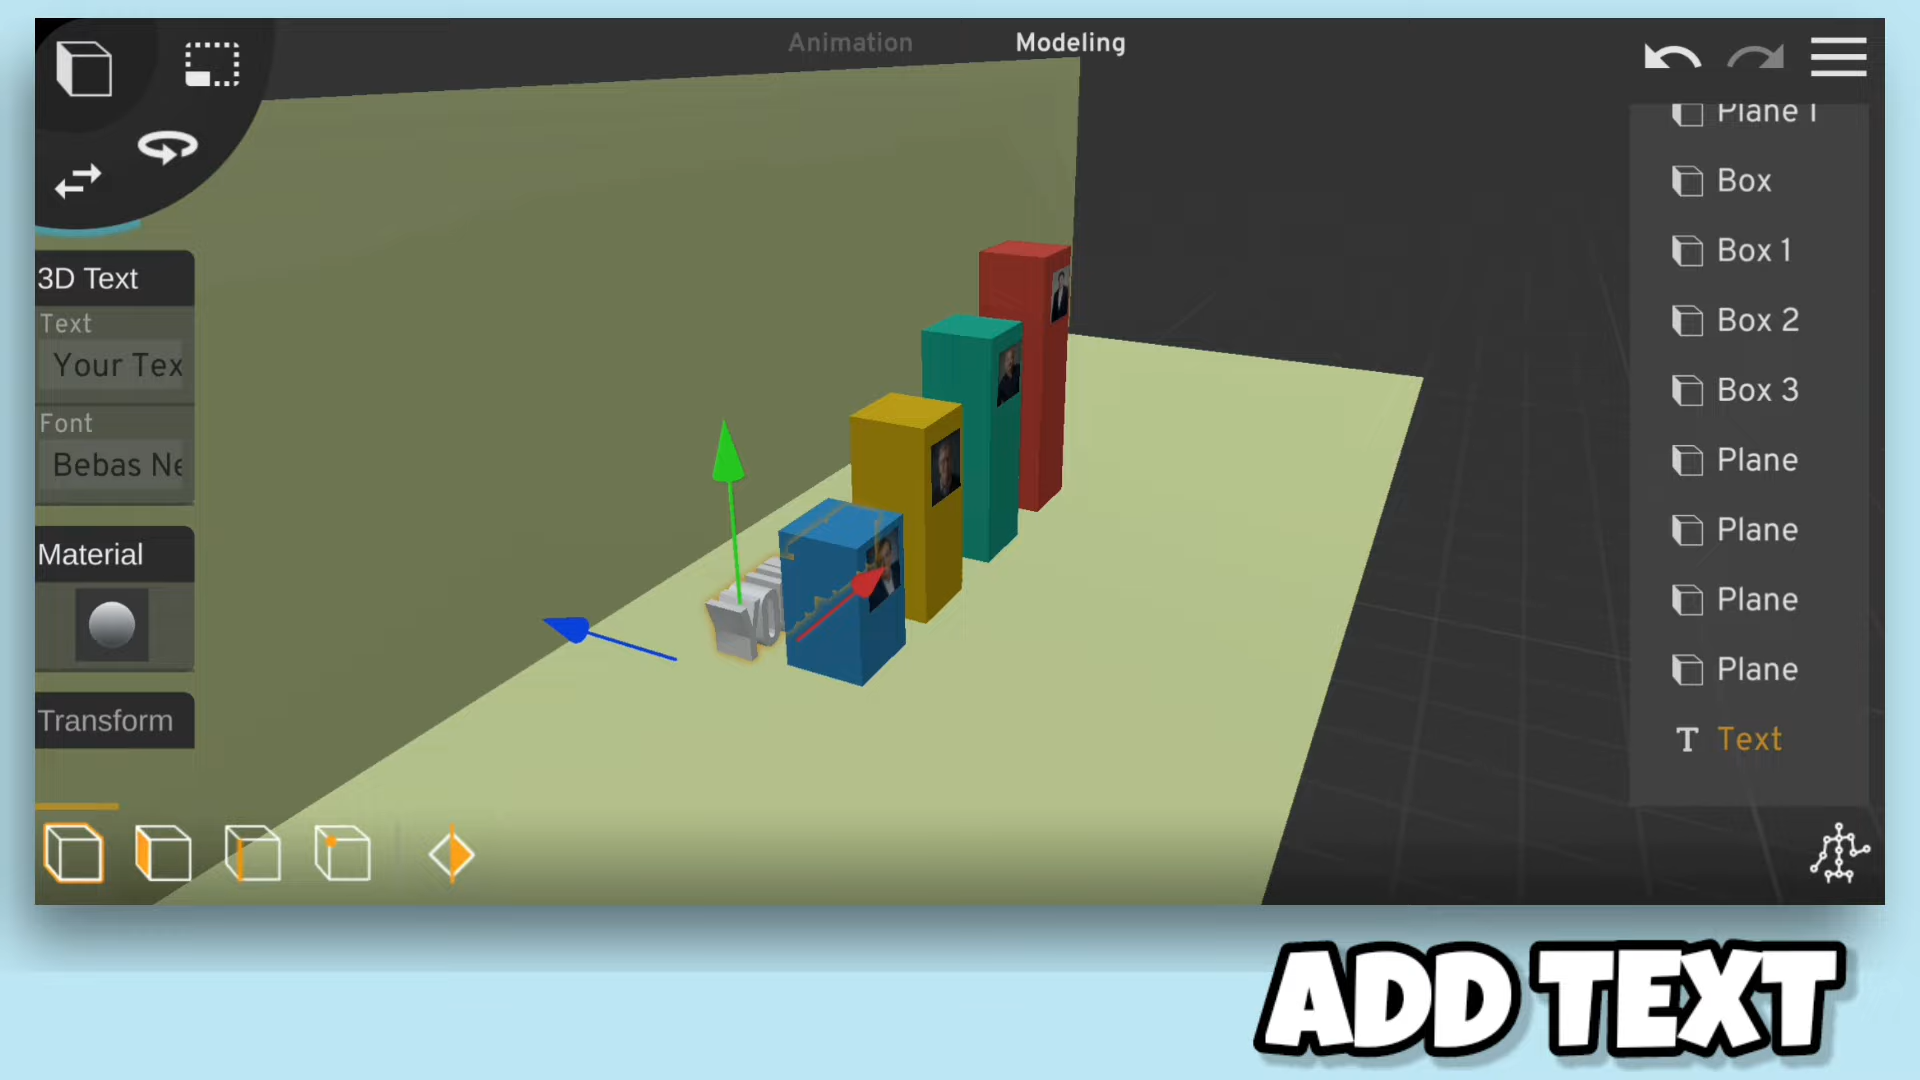 Animation
Modeling
3D Text
Text
Your Tex
Font
Bebas Ne
Material
Transform
Plane 1
Box
Box 1
Box 2
Box 3
Plane
Plane
Plane
Plane
T Text
YO
ADD TEXT